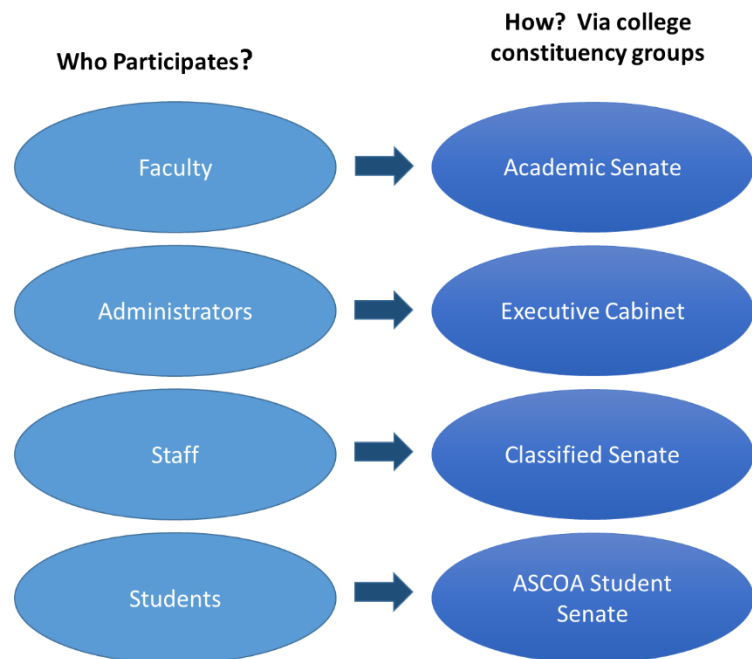 Who Participates?
How? Via college
constituency groups
Faculty
Academic Senate
Administrators
Executive Cabinet
Staff
Classified Senate
Students
ASCOA Student
Senate